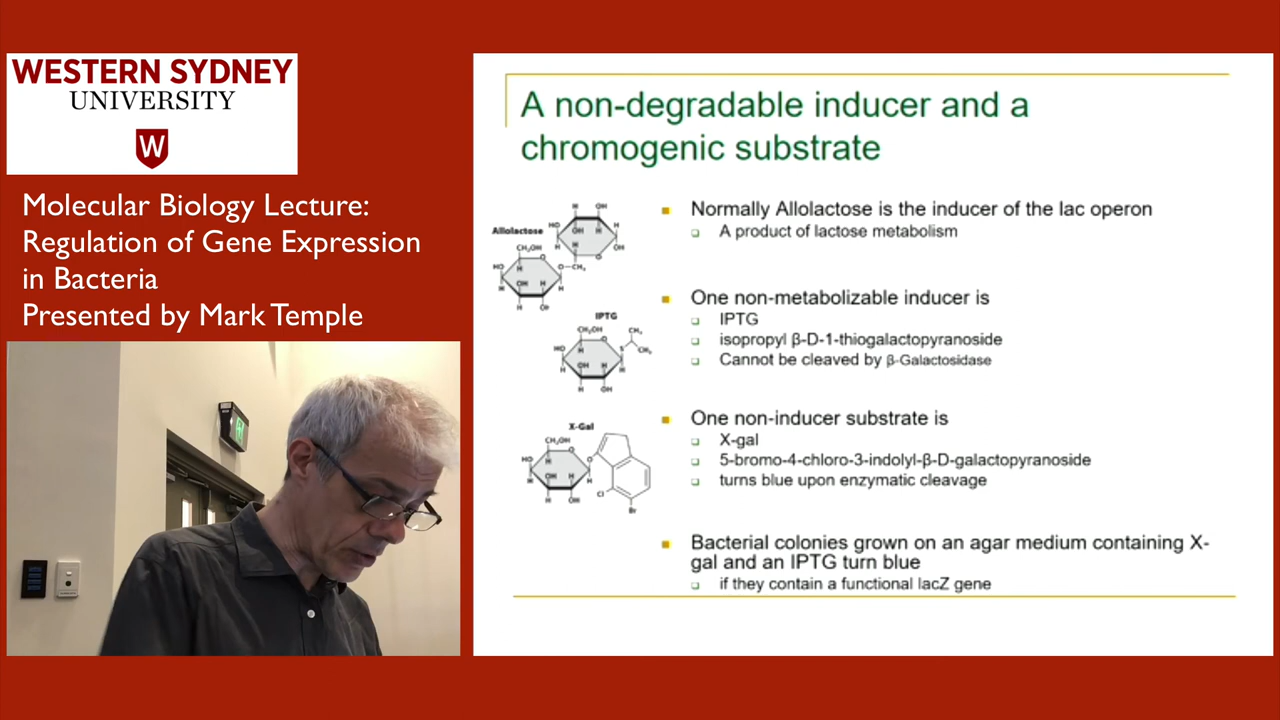 WESTERN SYDNEY
UNIVERSITY
W
Molecular Biology Lecture:
Regulation of Gene Expression
in Bacteria
Presented by Mark Temple
A non-degradable inducer and a
chromogenic substrate
Allolactose
Normally Allolactose is the inducer of the lac operon
A product of lactose metabolism
IPTG
One non-metabolizable inducer is
IPTG
isopropyl β-D-1-thiogalactopyranoside
Cannot be cleaved by β-Galactosidase
X-Gal
One non-inducer substrate is
X-gal
5-bromo-4-chloro-3-indolyl-β-D-galactopyranoside
turns blue upon enzymatic cleavage
Bacterial colonies grown on an agar medium containing X-
gal and an IPTG turn blue
if they contain a functional lacZ gene